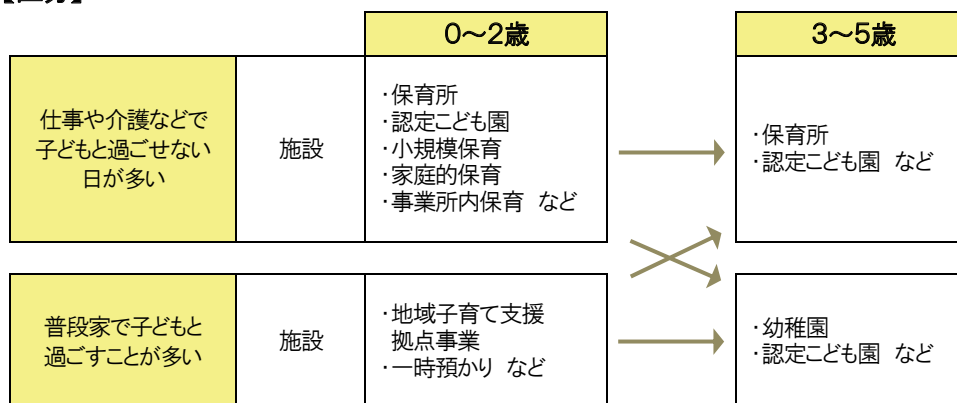 0～2歳
3～5歳
仕事や介護などで
子どもと過ごせない
日が多い
施設
・保育所
・認定こども園
・小規模保育
・家庭的保育
・事業所内保育 など
・保育所
・認定こども園 など
普段家で子どもと
過ごすことが多い
施設
・地域子育て支援
拠点事業
・一時預かり など
・幼稚園
・認定こども園 など